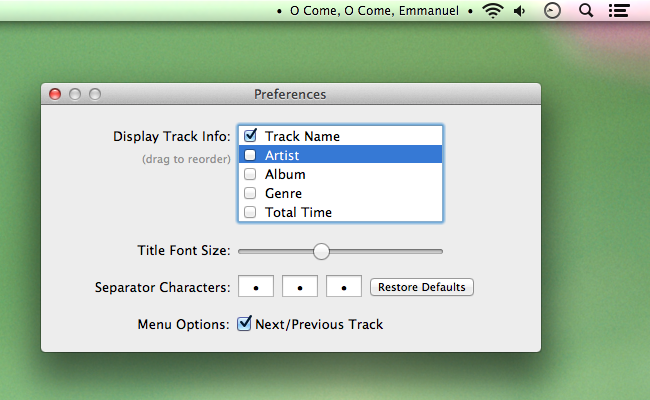 • O Come, O Come, Emmanuel •
Preferences
Display Track Info:
(drag to reorder)
Track Name
Artist
Album
Genre
Total Time
Title Font Size:
Separator Characters: • • • Restore Defaults
Menu Options: Next/Previous Track